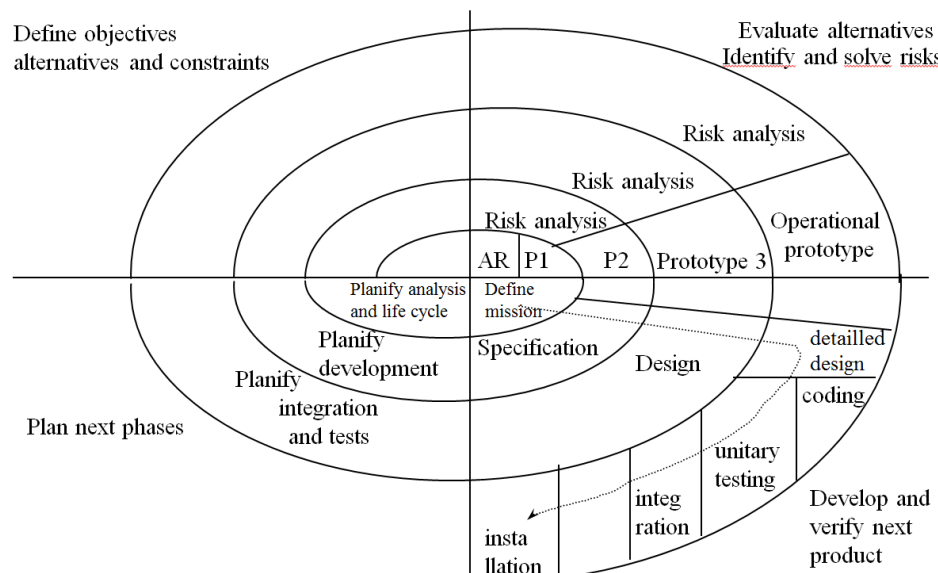 Define objectives
alternatives and constraints
Evaluate alternatives
Identify and solve risks
Risk analysis
Risk analysis
Risk analysis
Operational
prototype
AR
P1
P2
Prototype 3
Planify analysis
and life cycle
Define
mission
Planify
development
Specification
Planify
integration
and tests
Design
detailled
design
coding
unitary
testing
integ
ration
insta
llation
Plan next phases
Develop and
verify next
product